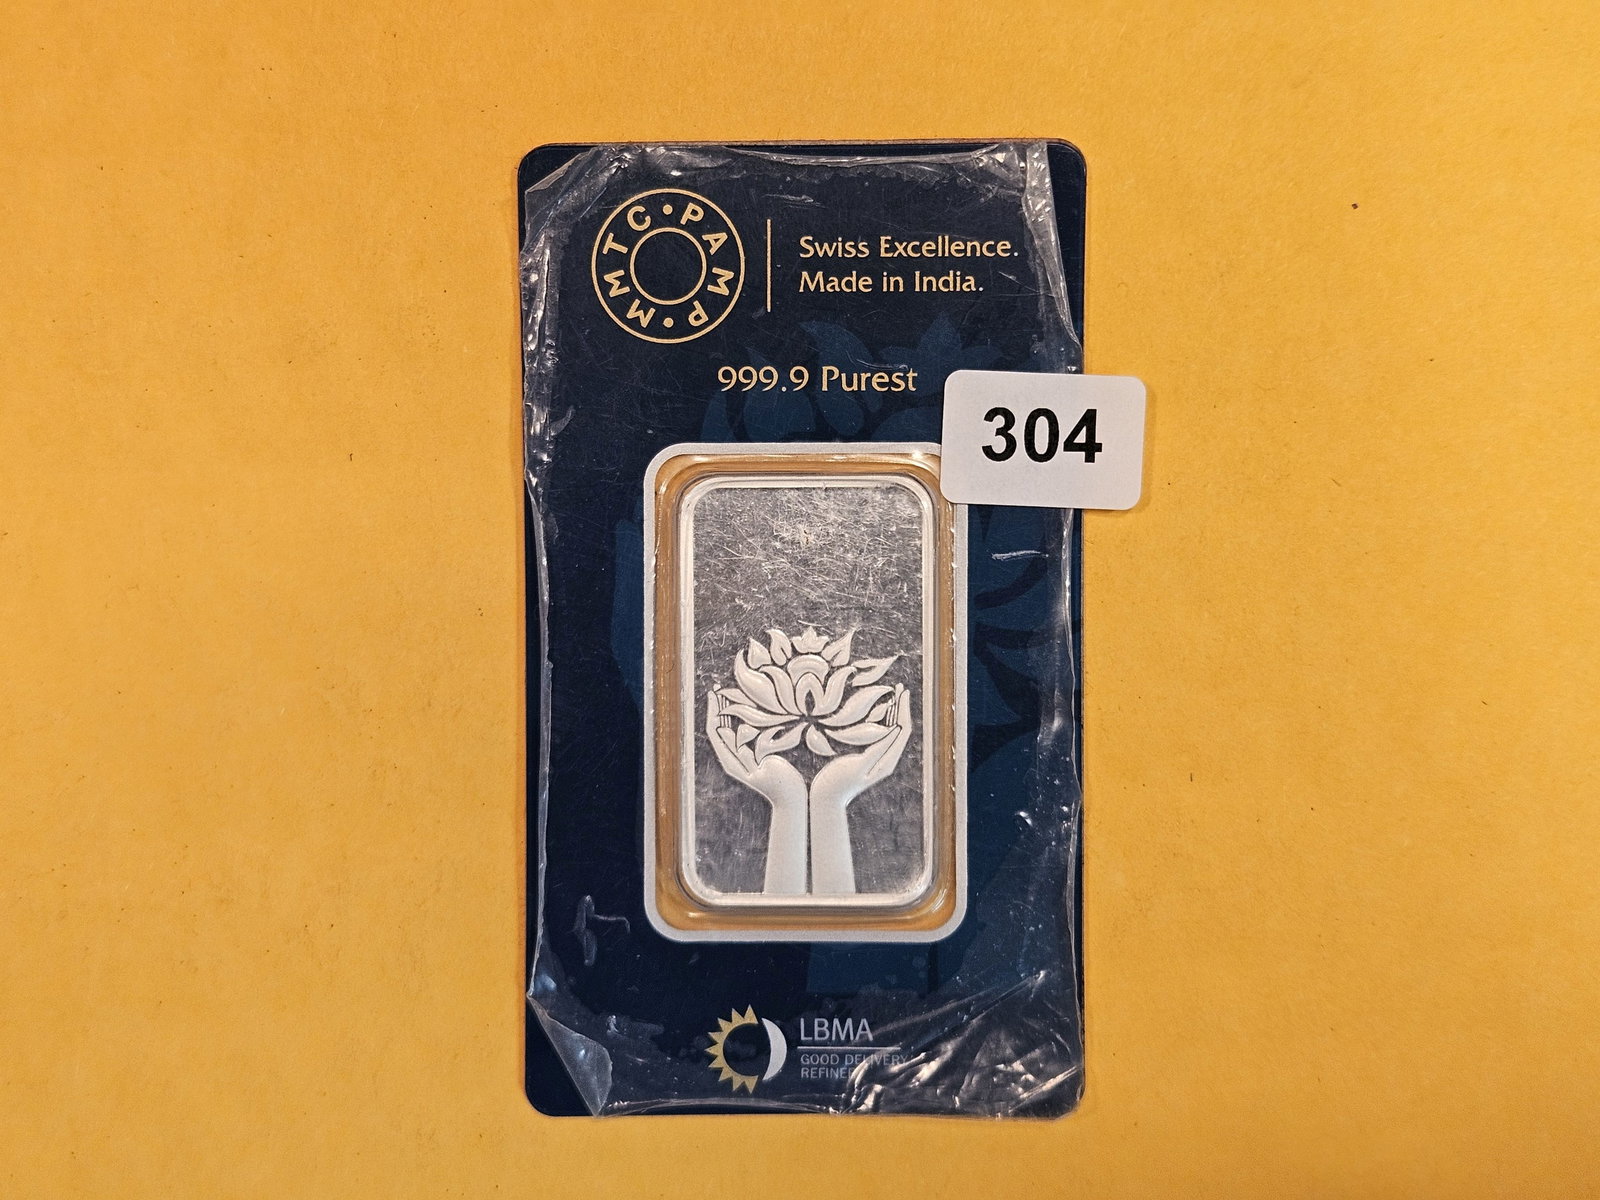 MMTC • PAMP •
Swiss Excellence.
Made in India.
999.9 Purest
304
LBMA
GOOD DELIVERY
REFINER